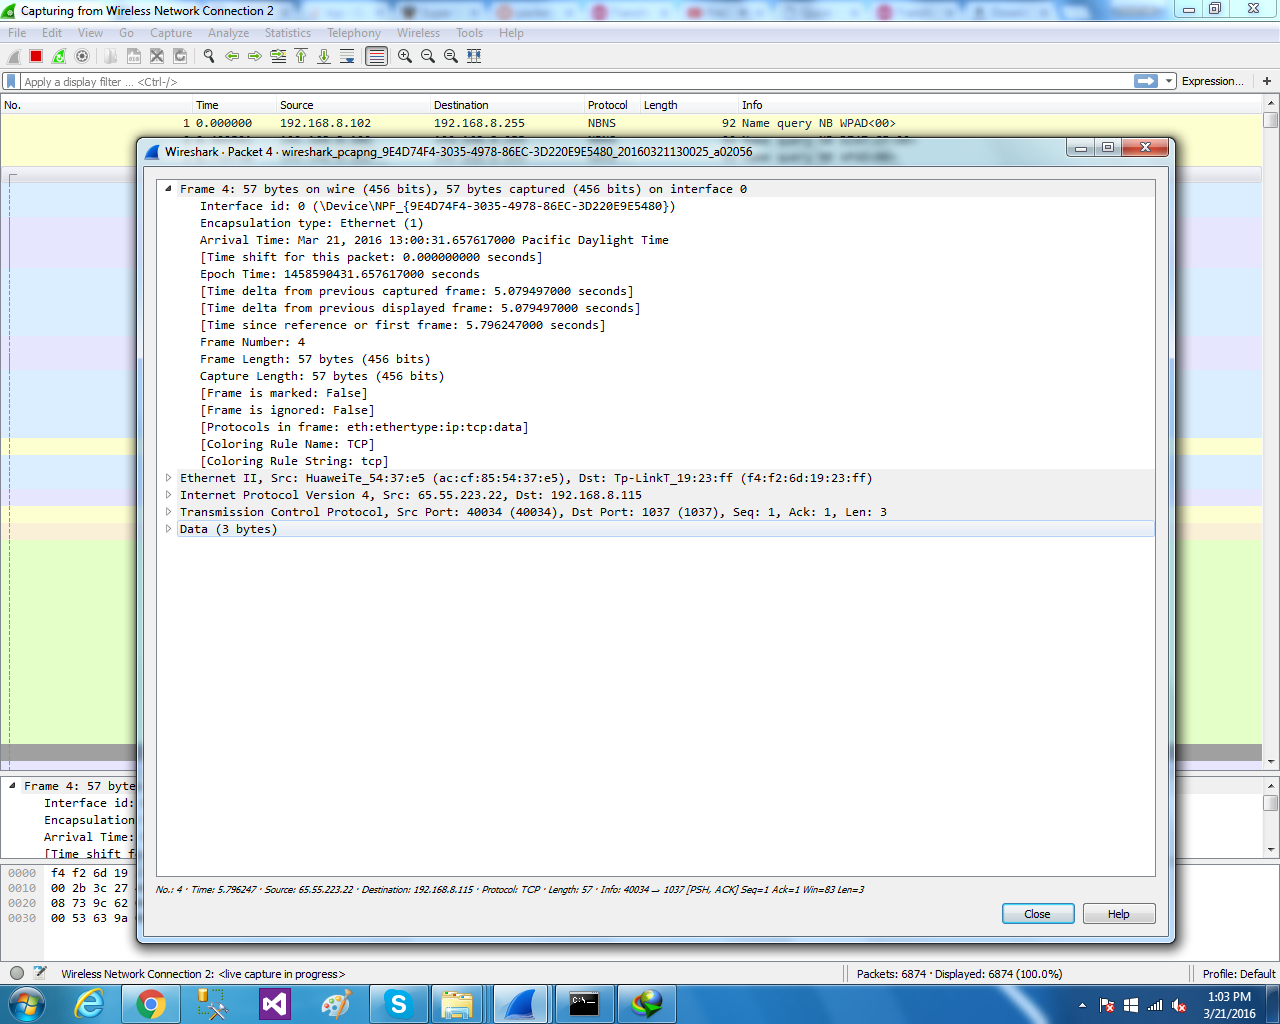 Capturing from Wireless Network Connection 2
File Edit View Go Capture Analyze Statistics Telephony Wireless Tools Help
Apply a display filter ... <Ctrl-/> Expression... +
No. Time Source Destination Protocol Length Info
1 0.000000 192.168.8.102 192.168.8.255 NBNS 92 Name query NB WPAD<00>
Wireshark · Packet 4 · wireshark_pcapng_9E4D74F4-3035-4978-86EC-3D220E9E5480_20160321130025_a02056
Frame 4: 57 bytes on wire (456 bits), 57 bytes captured (456 bits) on interface 0
Interface id: 0 (\Device\NPF_{9E4D74F4-3035-4978-86EC-3D220E9E5480})
Encapsulation type: Ethernet (1)
Arrival Time: Mar 21, 2016 13:00:31.657617000 Pacific Daylight Time
[Time shift for this packet: 0.000000000 seconds]
Epoch Time: 1458590431.657617000 seconds
[Time delta from previous captured frame: 5.079497000 seconds]
[Time delta from previous displayed frame: 5.079497000 seconds]
[Time since reference or first frame: 5.796247000 seconds]
Frame Number: 4
Frame Length: 57 bytes (456 bits)
Capture Length: 57 bytes (456 bits)
[Frame is marked: False]
[Frame is ignored: False]
[Protocols in frame: eth:ethertype:ip:tcp:data]
[Coloring Rule Name: TCP]
[Coloring Rule String: tcp]
Ethernet II, Src: HuaweiTe_54:37:e5 (ac:cf:85:54:37:e5), Dst: Tp-LinkT_19:23:ff (f4:f2:6d:19:23:ff)
Internet Protocol Version 4, Src: 65.55.223.22, Dst: 192.168.8.115
Transmission Control Protocol, Src Port: 40034 (40034), Dst Port: 1037 (1037), Seq: 1, Ack: 1, Len: 3
Data (3 bytes)
Frame 4: 57 byte
Interface id:
Encapsulation
Arrival Time:
[Time shift f
0000 f4 f2 6d 19
0010 00 2b 3c 27
0020 08 73 9c 62
0030 00 53 63 9a
No.: 4 · Time: 5.796247 · Source: 65.55.223.22 · Destination: 192.168.8.115 · Protocol: TCP · Length: 57 · Info: 40034 → 1037 [PSH, ACK] Seq=1 Ack=1 Win=83 Len=3
Close Help
Wireless Network Connection 2: <live capture in progress> Packets: 6874 · Displayed: 6874 (100.0%) Profile: Default
1:03 PM
3/21/2016